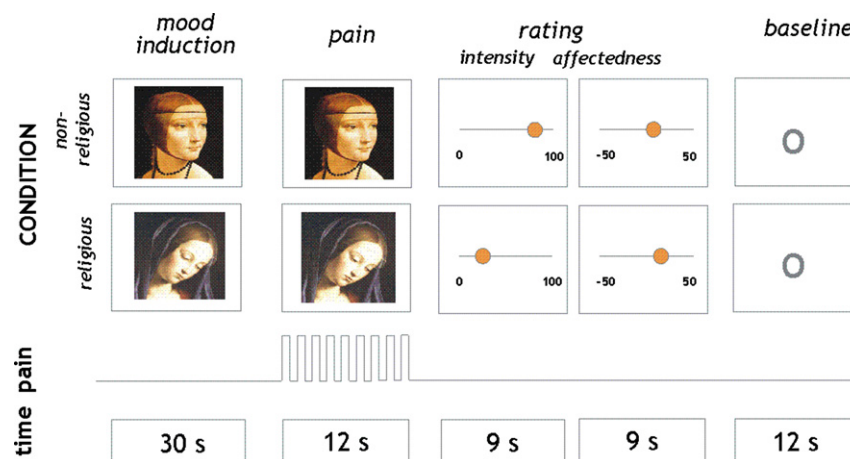 mood induction
pain
rating
baseline
intensity affectedness
CONDITION
non-religious
0 100
-50 50
religious
0 100
-50 50
pain
time
30 s
12 s
9 s
9 s
12 s